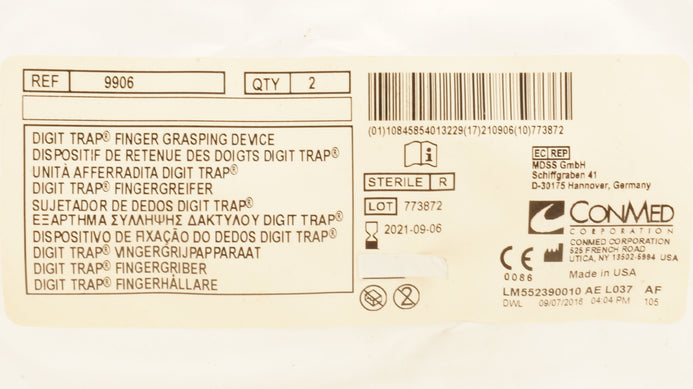 REF 9906 QTY 2
DIGIT TRAP® FINGER GRASPING DEVICE
DISPOSITIF DE RETENUE DES DOIGTS DIGIT TRAP®
UNITÀ AFFERRADITA DIGIT TRAP®
DIGIT TRAP® FINGERGREIFER
SUJETADOR DE DEDOS DIGIT TRAP®
ΕΞΑΡΤΗΜΑ ΣΥΛΛΗΨΗΣ ΔΑΚΤΥΛΟΥ DIGIT TRAP®
DISPOSITIVO DE FIXAÇÃO DO DEDOS DIGIT TRAP®
DIGIT TRAP® VINGERGRIJPAPPARAAT
DIGIT TRAP® FINGERGRIBER
DIGIT TRAP® FINGERHÅLLARE
(01)10845854013229(17)210906(10)773872
i
STERILE R
LOT 773872
2021-09-06
2
EC REP
MDSS GmbH
Schiffgraben 41
D-30175 Hannover, Germany
CONMED
CORPORATION
CONMED CORPORATION
525 FRENCH ROAD
UTICA, NY 13502-5994 USA
CE
0086
Made in USA
LM552390010 AE L037 AF
DWL 09/07/2016 04:04 PM 105